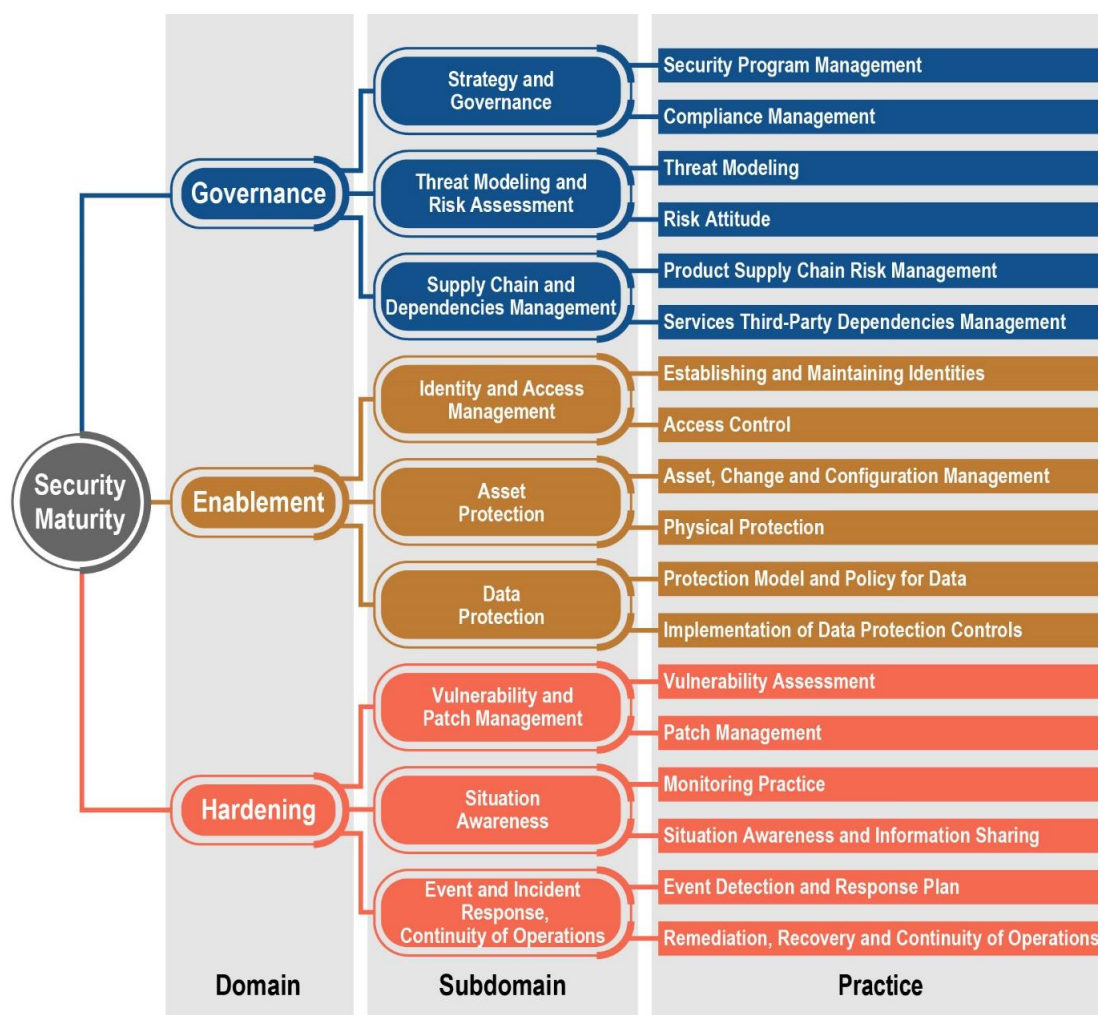 Security
Maturity
Governance
Strategy and
Governance
Security Program Management
Compliance Management
Threat Modeling and
Risk Assessment
Threat Modeling
Risk Attitude
Supply Chain and
Dependencies Management
Product Supply Chain Risk Management
Services Third-Party Dependencies Management
Enablement
Identity and Access
Management
Establishing and Maintaining Identities
Access Control
Asset
Protection
Asset, Change and Configuration Management
Physical Protection
Data
Protection
Protection Model and Policy for Data
Implementation of Data Protection Controls
Hardening
Vulnerability and
Patch Management
Vulnerability Assessment
Patch Management
Situation
Awareness
Monitoring Practice
Situation Awareness and Information Sharing
Event and Incident
Response,
Continuity of Operations
Event Detection and Response Plan
Remediation, Recovery and Continuity of Operations
Domain
Subdomain
Practice